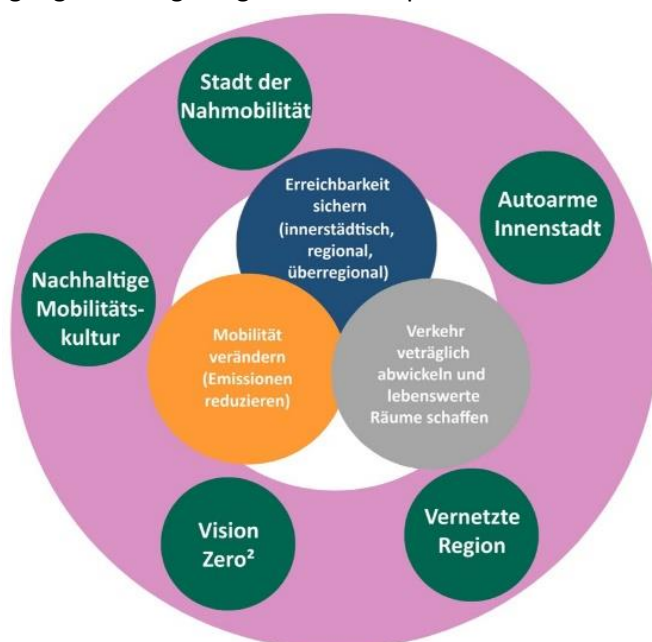 Stadt der
Nahmobilität
Erreichbarkeit
sichern
(innerstädtisch,
regional,
überregional)
Autoarme
Innenstadt
Nachhaltige
Mobilitäts-
kultur
Mobilität
verändern
(Emissionen
reduzieren)
Verkehr
veträglich
abwickeln und
lebenswerte
Räume schaffen
Vision
Zero²
Vernetzte
Region